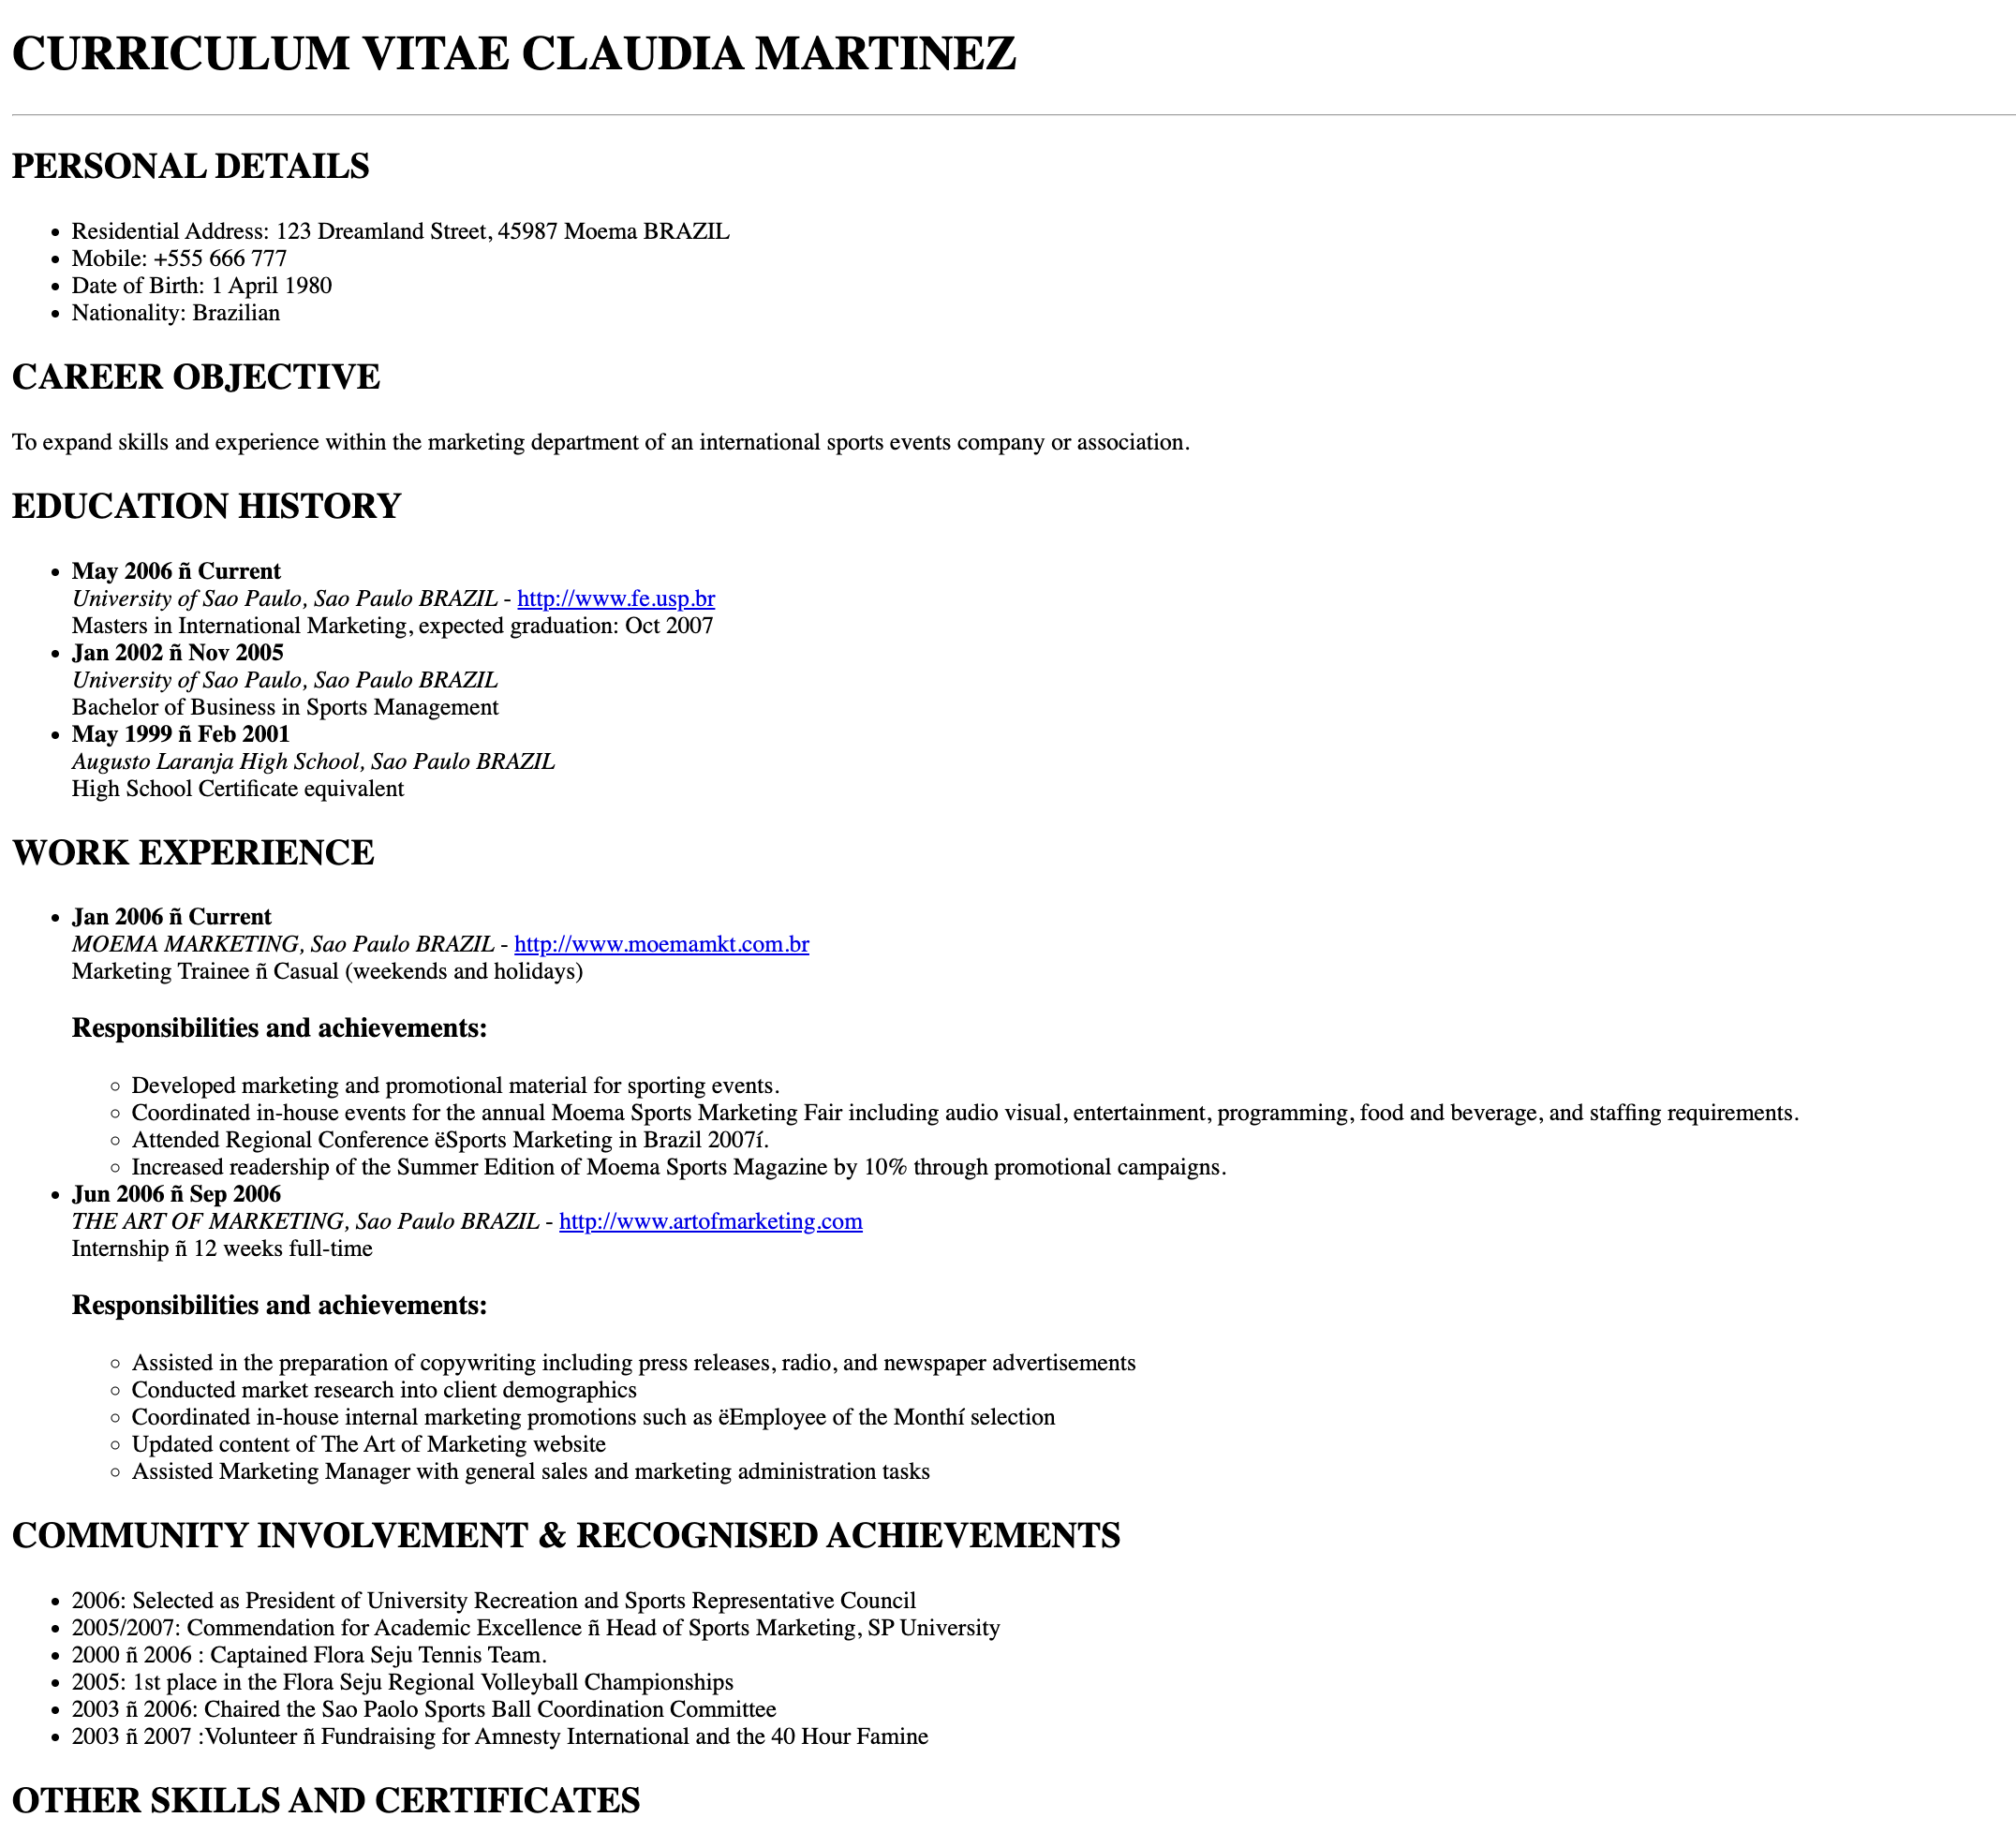 CURRICULUM VITAE CLAUDIA MARTINEZ
PERSONAL DETAILS
Residential Address: 123 Dreamland Street, 45987 Moema BRAZIL
Mobile: +555 666 777
Date of Birth: 1 April 1980
Nationality: Brazilian
CAREER OBJECTIVE
To expand skills and experience within the marketing department of an international sports events company or association.
EDUCATION HISTORY
May 2006 ñ Current
University of Sao Paulo, Sao Paulo BRAZIL - http://www.fe.usp.br
Masters in International Marketing, expected graduation: Oct 2007
Jan 2002 ñ Nov 2005
University of Sao Paulo, Sao Paulo BRAZIL
Bachelor of Business in Sports Management
May 1999 ñ Feb 2001
Augusto Laranja High School, Sao Paulo BRAZIL
High School Certificate equivalent
WORK EXPERIENCE
Jan 2006 ñ Current
MOEMA MARKETING, Sao Paulo BRAZIL - http://www.moemamkt.com.br
Marketing Trainee ñ Casual (weekends and holidays)
Responsibilities and achievements:
Developed marketing and promotional material for sporting events.
Coordinated in-house events for the annual Moema Sports Marketing Fair including audio visual, entertainment, programming, food and beverage, and staffing requirements.
Attended Regional Conference ëSports Marketing in Brazil 2007í.
Increased readership of the Summer Edition of Moema Sports Magazine by 10% through promotional campaigns.
Jun 2006 ñ Sep 2006
THE ART OF MARKETING, Sao Paulo BRAZIL - http://www.artofmarketing.com
Internship ñ 12 weeks full-time
Responsibilities and achievements:
Assisted in the preparation of copywriting including press releases, radio, and newspaper advertisements
Conducted market research into client demographics
Coordinated in-house internal marketing promotions such as ëEmployee of the Monthí selection
Updated content of The Art of Marketing website
Assisted Marketing Manager with general sales and marketing administration tasks
COMMUNITY INVOLVEMENT & RECOGNISED ACHIEVEMENTS
2006: Selected as President of University Recreation and Sports Representative Council
2005/2007: Commendation for Academic Excellence ñ Head of Sports Marketing, SP University
2000 ñ 2006 : Captained Flora Seju Tennis Team.
2005: 1st place in the Flora Seju Regional Volleyball Championships
2003 ñ 2006: Chaired the Sao Paolo Sports Ball Coordination Committee
2003 ñ 2007 :Volunteer ñ Fundraising for Amnesty International and the 40 Hour Famine
OTHER SKILLS AND CERTIFICATES